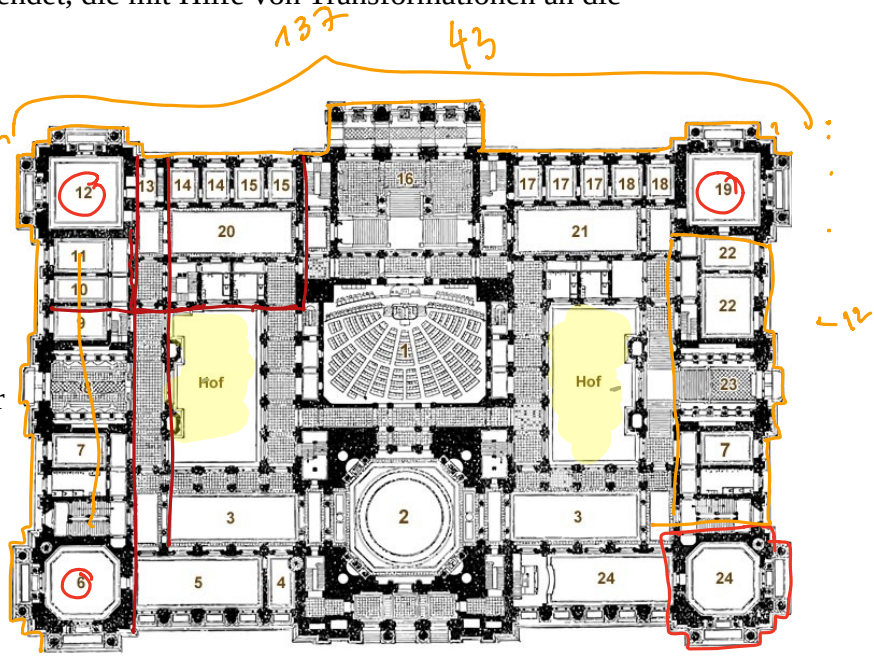 endet, die mit Hilfe von Transformationen an die
137 43
12 13 14 14 15 15 16 17 17 17 18 18 19
20 21
11 22
10
9 22
1
8 Hof Hof 23
r
7 7
3 2 3
6 5 4 24 24
12